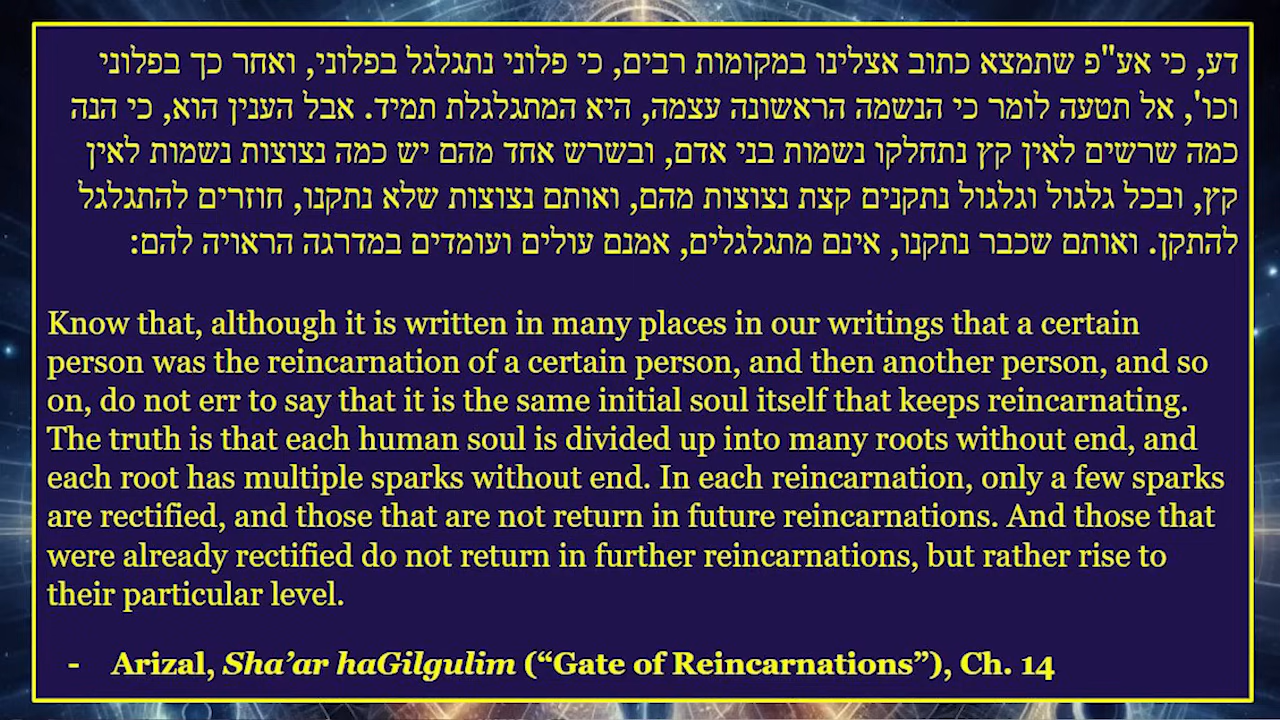 דע, כי אע"פ שתמצא כתוב אצלינו במקומות רבים, כי פלוני נתגלגל בפלוני, ואחר כך בפלוני
וכו', אל תטעה לומר כי הנשמה הראשונה עצמה, היא המתגלגלת תמיד. אבל הענין הוא, כי הנה
כמה שרשים לאין קץ נתחלקו נשמות בני אדם, ובשרש אחד מהם יש כמה נצוצות נשמות לאין
קץ, ובכל גלגול וגלגול נתקנים קצת נצוצות מהם, ואותם נצוצות שלא נתקנו, חוזרים להתגלגל
להתקן. ואותם שכבר נתקנו, אינם מתגלגלים, אמנם עולים ועומדים במדרגה הראויה להם:
Know that, although it is written in many places in our writings that a certain
person was the reincarnation of a certain person, and then another person, and so
on, do not err to say that it is the same initial soul itself that keeps reincarnating.
The truth is that each human soul is divided up into many roots without end, and
each root has multiple sparks without end. In each reincarnation, only a few sparks
are rectified, and those that are not return in future reincarnations. And those that
were already rectified do not return in further reincarnations, but rather rise to
their particular level.
- Arizal, Sha’ar haGilgulim (“Gate of Reincarnations”), Ch. 14